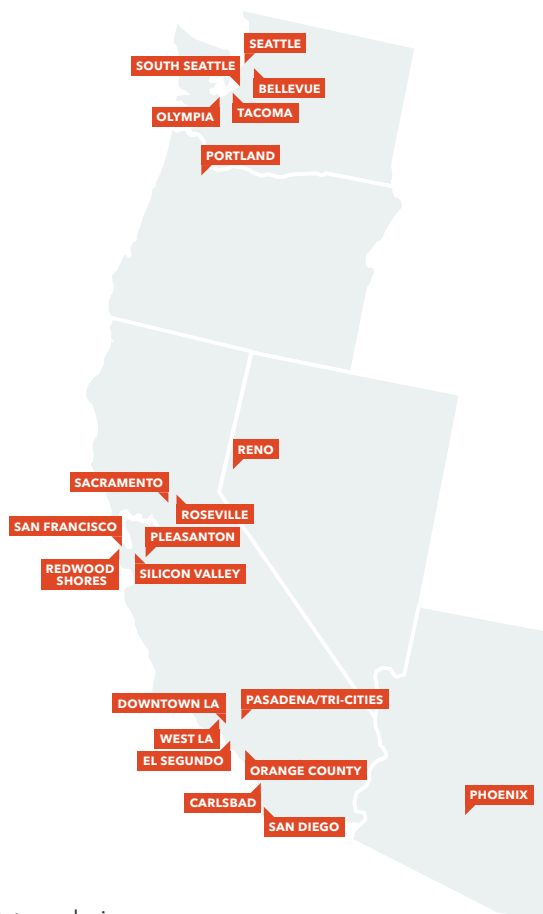 SEATTLE
SOUTH SEATTLE
BELLEVUE
TACOMA
OLYMPIA
PORTLAND
RENO
SACRAMENTO
ROSEVILLE
SAN FRANCISCO
PLEASANTON
REDWOOD
SHORES
SILICON VALLEY
PASADENA/TRI-CITIES
DOWNTOWN LA
WEST LA
EL SEGUNDO
ORANGE COUNTY
PHOENIX
CARLSBAD
SAN DIEGO